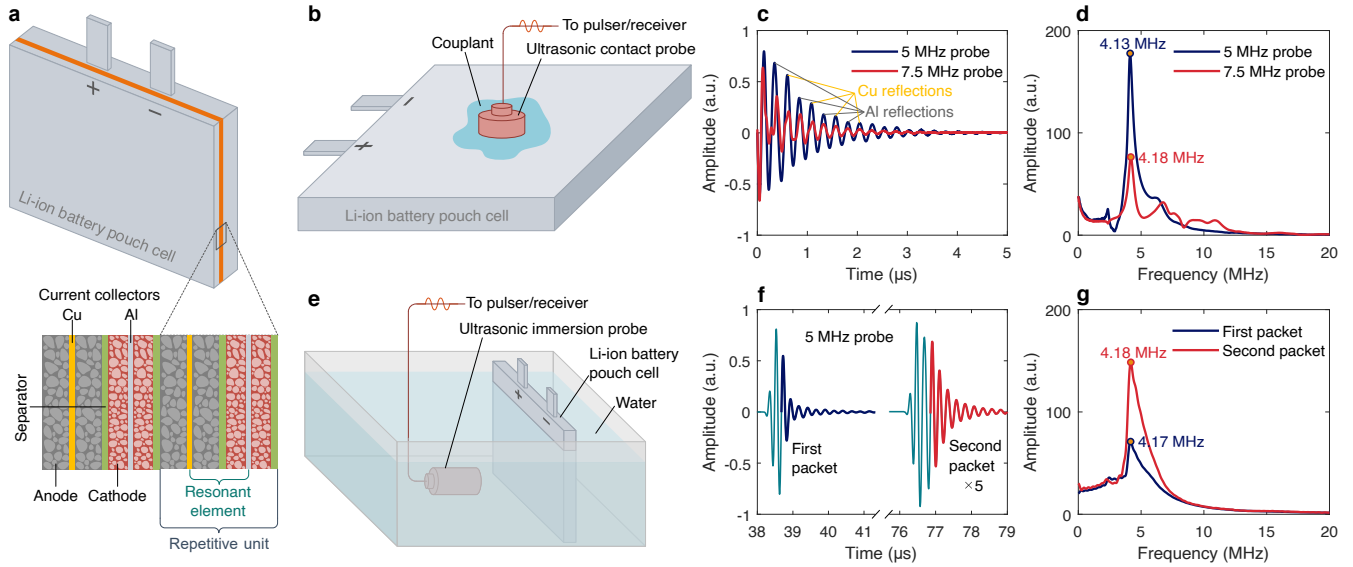 a
+
−
Li-ion battery pouch cell
Current collectors
Cu
Al
Separator
Anode
Cathode
Resonant
element
Repetitive unit
b
To pulser/receiver
Couplant
Ultrasonic contact probe
−
+
Li-ion battery pouch cell
c
Amplitude (a.u.)
1
0.5
0
-0.5
-1
5 MHz probe
7.5 MHz probe
Cu reflections
Al reflections
0 1 2 3 4 5
Time (µs)
d
Amplitude (a.u.)
200
100
0
4.13 MHz
5 MHz probe
7.5 MHz probe
4.18 MHz
0 5 10 15 20
Frequency (MHz)
e
To pulser/receiver
Ultrasonic immersion probe
Li-ion battery
pouch cell
Water
+
−
f
Amplitude (a.u.)
1
0.5
0
-0.5
-1
5 MHz probe
First
packet
Second
packet
×5
38 39 40 41 76 77 78 79
Time (µs)
g
Amplitude (a.u.)
200
100
0
First packet
Second packet
4.18 MHz
4.17 MHz
0 5 10 15 20
Frequency (MHz)